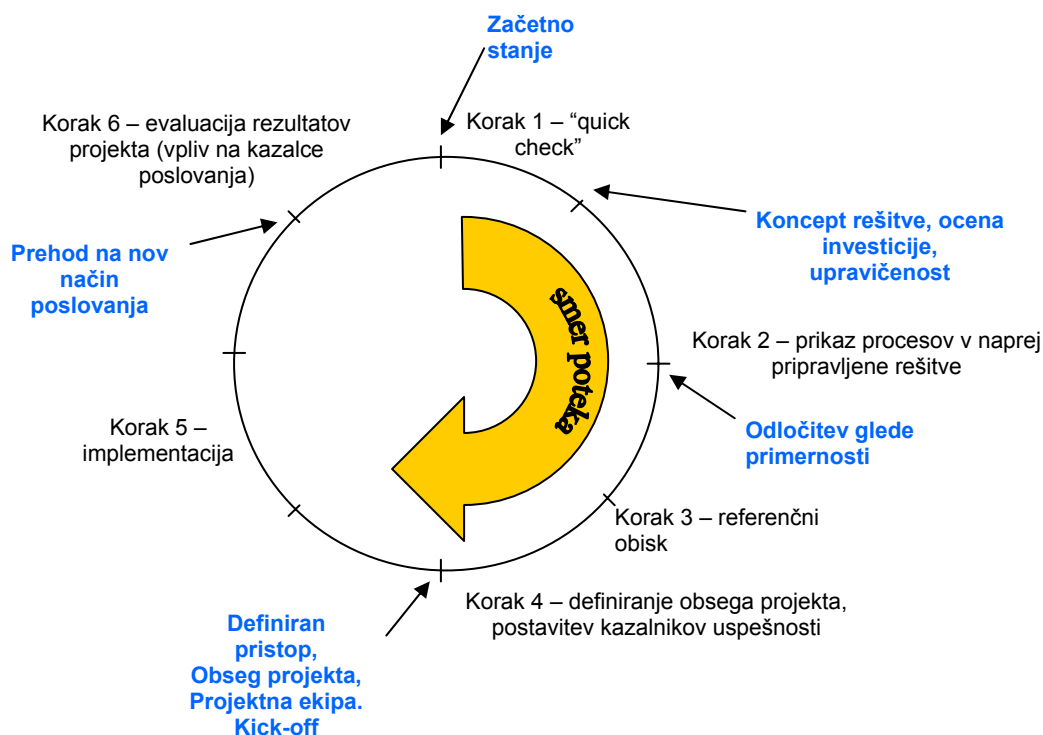 Začetno
stanje
Korak 1 – “quick
check”
Koncept rešitve, ocena
investicije,
upravičenost
Korak 2 – prikaz procesov v naprej
pripravljene rešitve
Odločitev glede
primernosti
Korak 3 – referenčni
obisk
Korak 4 – definiranje obsega projekta,
postavitev kazalnikov uspešnosti
Definiran
pristop,
Obseg projekta,
Projektna ekipa.
Kick-off
Korak 5 –
implementacija
Prehod na nov
način
poslovanja
Korak 6 – evaluacija rezultatov
projekta (vpliv na kazalce
poslovanja)
smer poteka